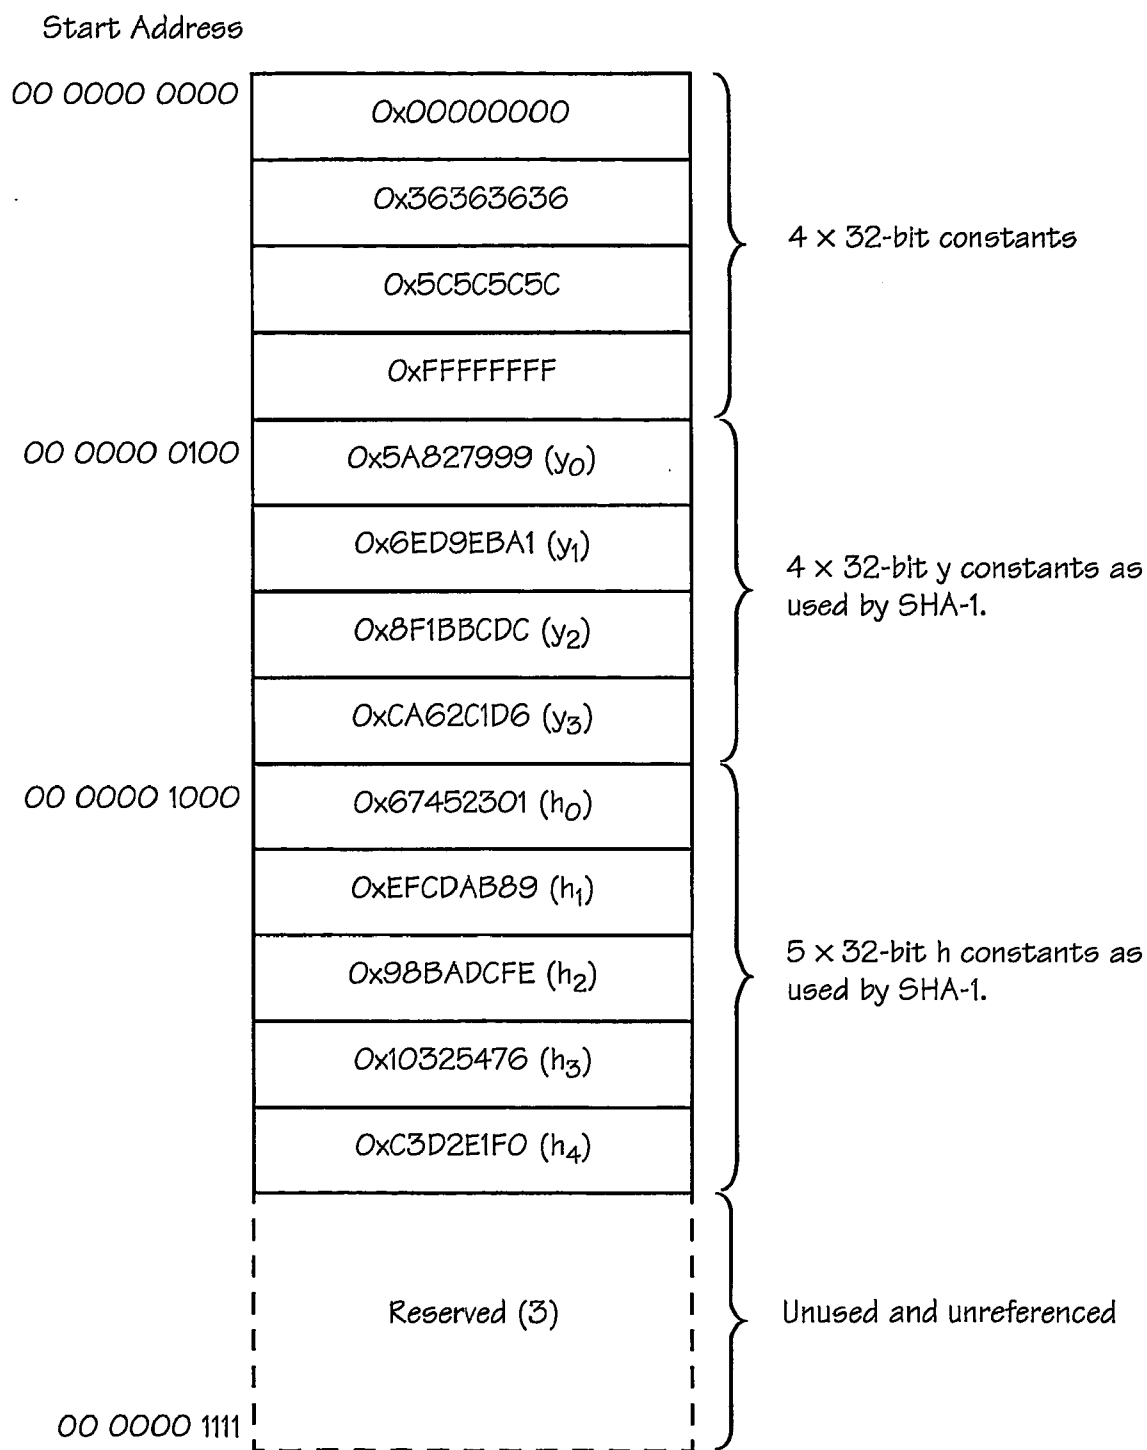 Start Address
00 0000 0000
0x00000000
0x36363636
0x5C5C5C5C
0xFFFFFFFF
4 × 32-bit constants
00 0000 0100
0x5A827999 (y0)
0x6ED9EBA1 (y1)
0x8F1BBCDC (y2)
0xCA62C1D6 (y3)
4 × 32-bit y constants as
used by SHA-1.
00 0000 1000
0x67452301 (h0)
0xEFCDAB89 (h1)
0x98BADCFE (h2)
0x10325476 (h3)
0xC3D2E1F0 (h4)
5 × 32-bit h constants as
used by SHA-1.
Reserved (3)
Unused and unreferenced
00 0000 1111